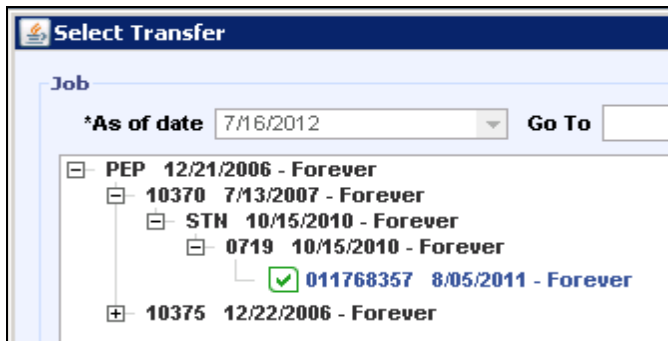 Select Transfer
Job
*As of date 7/16/2012 Go To
PEP 12/21/2006 - Forever
10370 7/13/2007 - Forever
STN 10/15/2010 - Forever
0719 10/15/2010 - Forever
011768357 8/05/2011 - Forever
10375 12/22/2006 - Forever